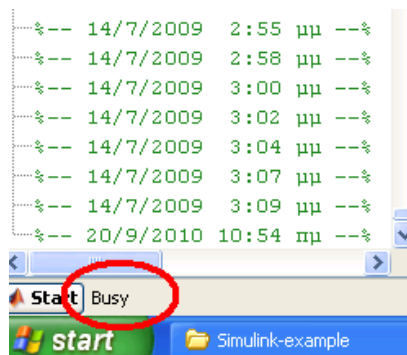 %-- 14/7/2009  2:55 μμ --%
%-- 14/7/2009  2:58 μμ --%
%-- 14/7/2009  3:00 μμ --%
%-- 14/7/2009  3:02 μμ --%
%-- 14/7/2009  3:04 μμ --%
%-- 14/7/2009  3:07 μμ --%
%-- 14/7/2009  3:09 μμ --%
%-- 20/9/2010 10:54 πμ --%
Start Busy
start Simulink-example